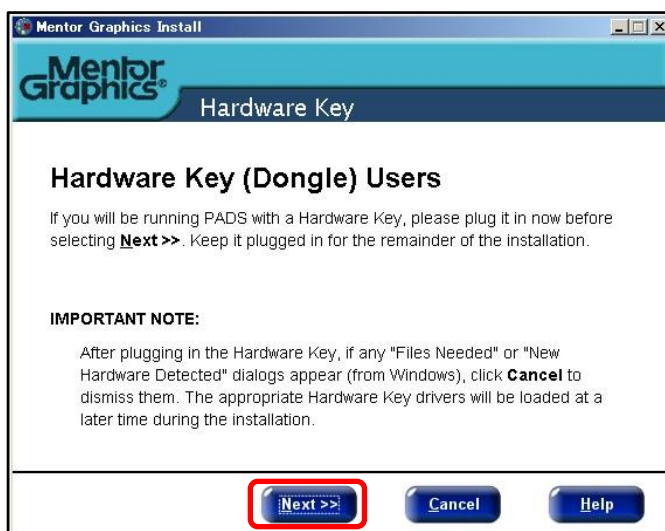 Mentor Graphics Install
Mentor
Graphics®
Hardware Key
Hardware Key (Dongle) Users
If you will be running PADS with a Hardware Key, please plug it in now before
selecting Next >>. Keep it plugged in for the remainder of the installation.
IMPORTANT NOTE:
After plugging in the Hardware Key, if any "Files Needed" or "New
Hardware Detected" dialogs appear (from Windows), click Cancel to
dismiss them. The appropriate Hardware Key drivers will be loaded at a
later time during the installation.
Next >> Cancel Help